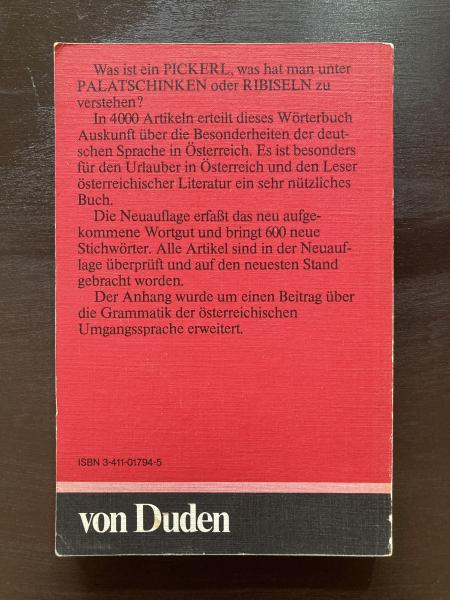 Was ist ein PICKERL, was hat man unter
PALATSCHINKEN oder RIBISELN zu
verstehen?
In 4000 Artikeln erteilt dieses Wörterbuch
Auskunft über die Besonderheiten der deut-
schen Sprache in Österreich. Es ist besonders
für den Urlauber in Österreich und den Leser
österreichischer Literatur ein sehr nützliches
Buch.
Die Neuauflage erfaßt das neu aufge-
kommene Wortgut und bringt 600 neue
Stichwörter. Alle Artikel sind in der Neuauf-
lage überprüft und auf den neuesten Stand
gebracht worden.
Der Anhang wurde um einen Beitrag über
die Grammatik der österreichischen
Umgangssprache erweitert.
ISBN 3-411-01794-5
von Duden